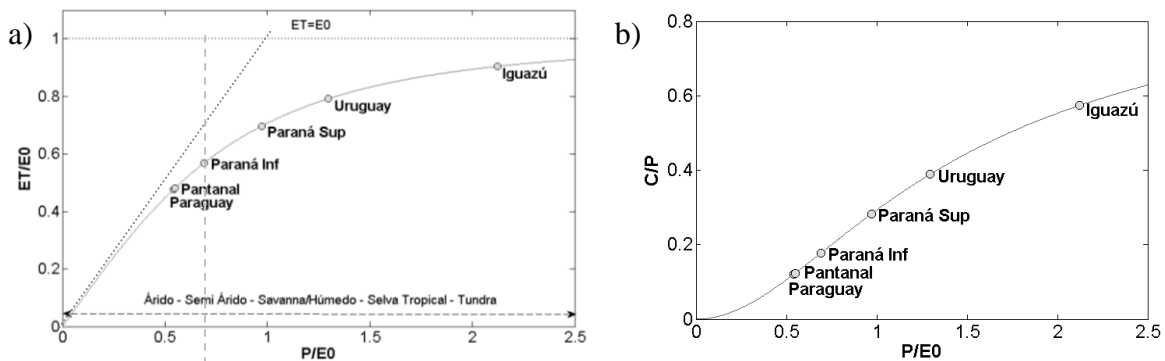 a)
ET=E0
1
0.8
0.6
0.4
0.2
0
ET/E0
Iguazú
Uruguay
Paraná Sup
Paraná Inf
Pantanal
Paraguay
Árido - Semi Árido - Savanna/Húmedo - Selva Tropical - Tundra
0 0.5 1 1.5 2 2.5
P/E0
b)
0.8
0.6
0.4
0.2
0
C/P
Iguazú
Uruguay
Paraná Sup
Paraná Inf
Pantanal
Paraguay
0 0.5 1 1.5 2 2.5
P/E0